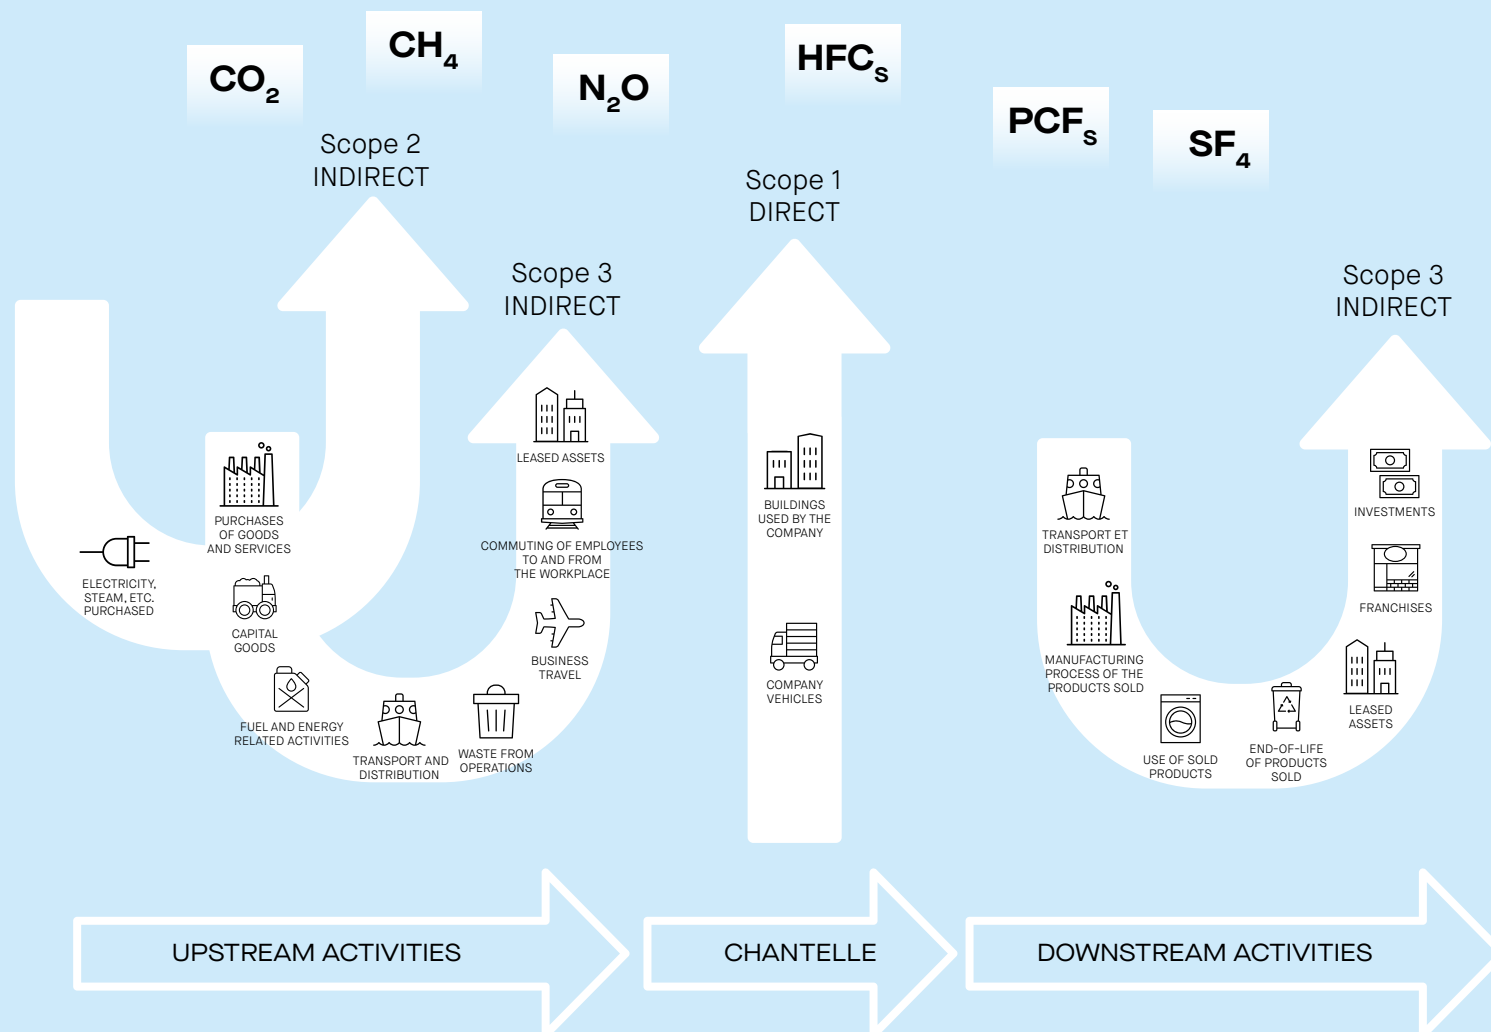 CO₂
CH₄
N₂O
HFCₛ
PCFₛ
SF₄
Scope 2
INDIRECT
Scope 3
INDIRECT
Scope 1
DIRECT
Scope 3
INDIRECT
ELECTRICITY,
STEAM, ETC.
PURCHASED
PURCHASES
OF GOODS
AND SERVICES
CAPITAL
GOODS
FUEL AND ENERGY
RELATED ACTIVITIES
TRANSPORT AND
DISTRIBUTION
WASTE FROM
OPERATIONS
BUSINESS
TRAVEL
COMMUTING OF EMPLOYEES
TO AND FROM
THE WORKPLACE
LEASED ASSETS
BUILDINGS
USED BY THE
COMPANY
COMPANY
VEHICLES
TRANSPORT ET
DISTRIBUTION
MANUFACTURING
PROCESS OF THE
PRODUCTS SOLD
USE OF SOLD
PRODUCTS
END-OF-LIFE
OF PRODUCTS
SOLD
LEASED
ASSETS
FRANCHISES
INVESTMENTS
UPSTREAM ACTIVITIES
CHANTELLE
DOWNSTREAM ACTIVITIES